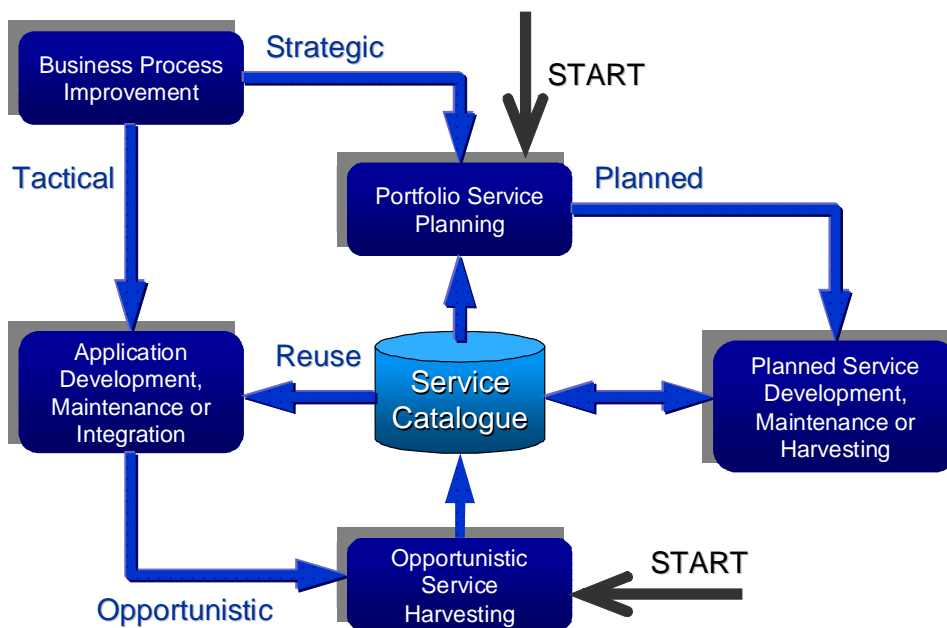 Business Process
Improvement
Strategic
START
Tactical
Portfolio Service
Planning
Planned
Application
Development,
Maintenance or
Integration
Reuse
Service
Catalogue
Planned Service
Development,
Maintenance or
Harvesting
Opportunistic
Opportunistic
Service
Harvesting
START